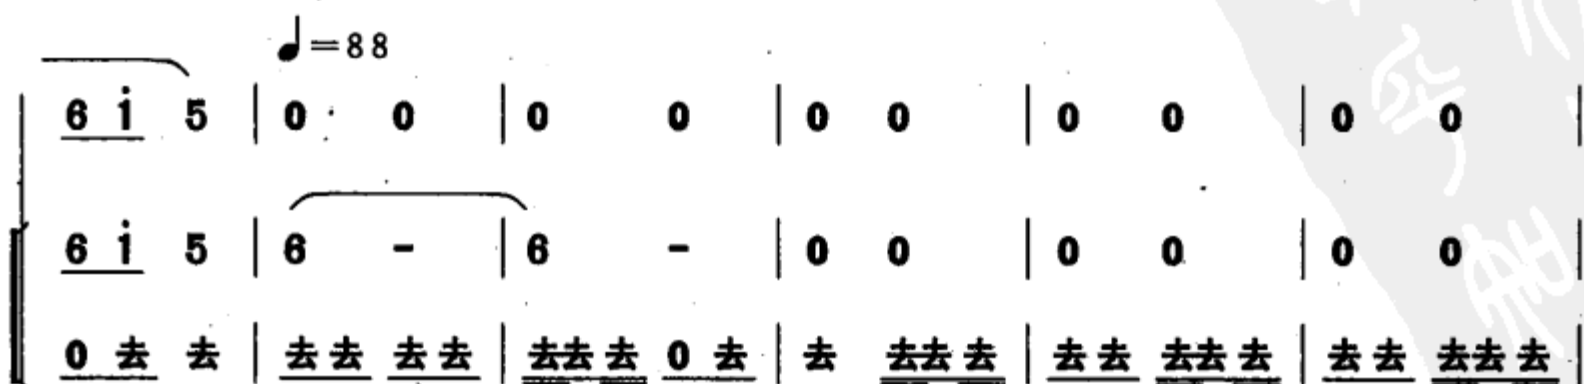 ♩=88
6 i̇ 5 | 0 0 | 0 0 | 0 0 | 0 0 | 0 0 |
6 i̇ 5 | 6 - | 6 - | 0 0 | 0 0 | 0 0 |
0 去 去 | 去去 去去 | 去去去 0 去 | 去 去去去 | 去去 去去去 | 去去 去去去 |